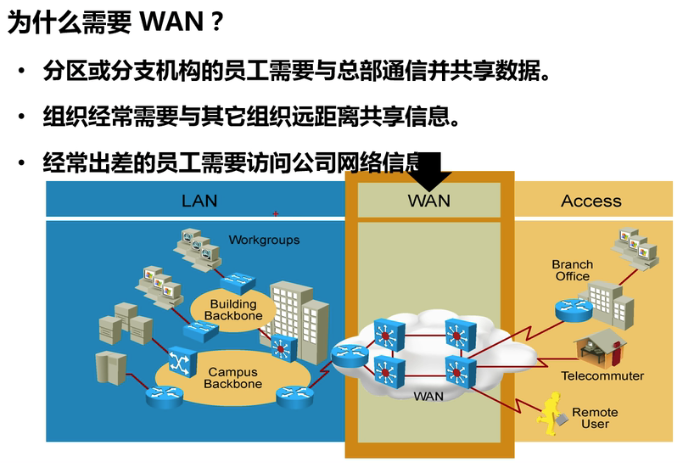 为什么需要 WAN？
• 分区或分支机构的员工需要与总部通信并共享数据。
• 组织经常需要与其它组织远距离共享信息。
• 经常出差的员工需要访问公司网络信息
LAN
WAN
Access
Workgroups
Branch
Office
Building
Backbone
Campus
Backbone
WAN
Telecommuter
Remote
User